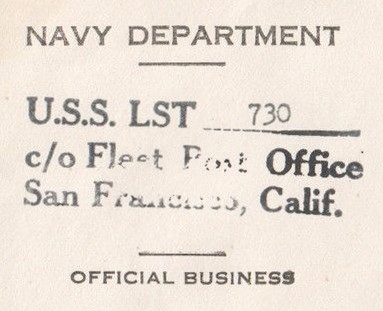 NAVY DEPARTMENT
U.S.S. LST 730
c/o Fleet Post Office
San Francisco, Calif.
OFFICIAL BUSINESS